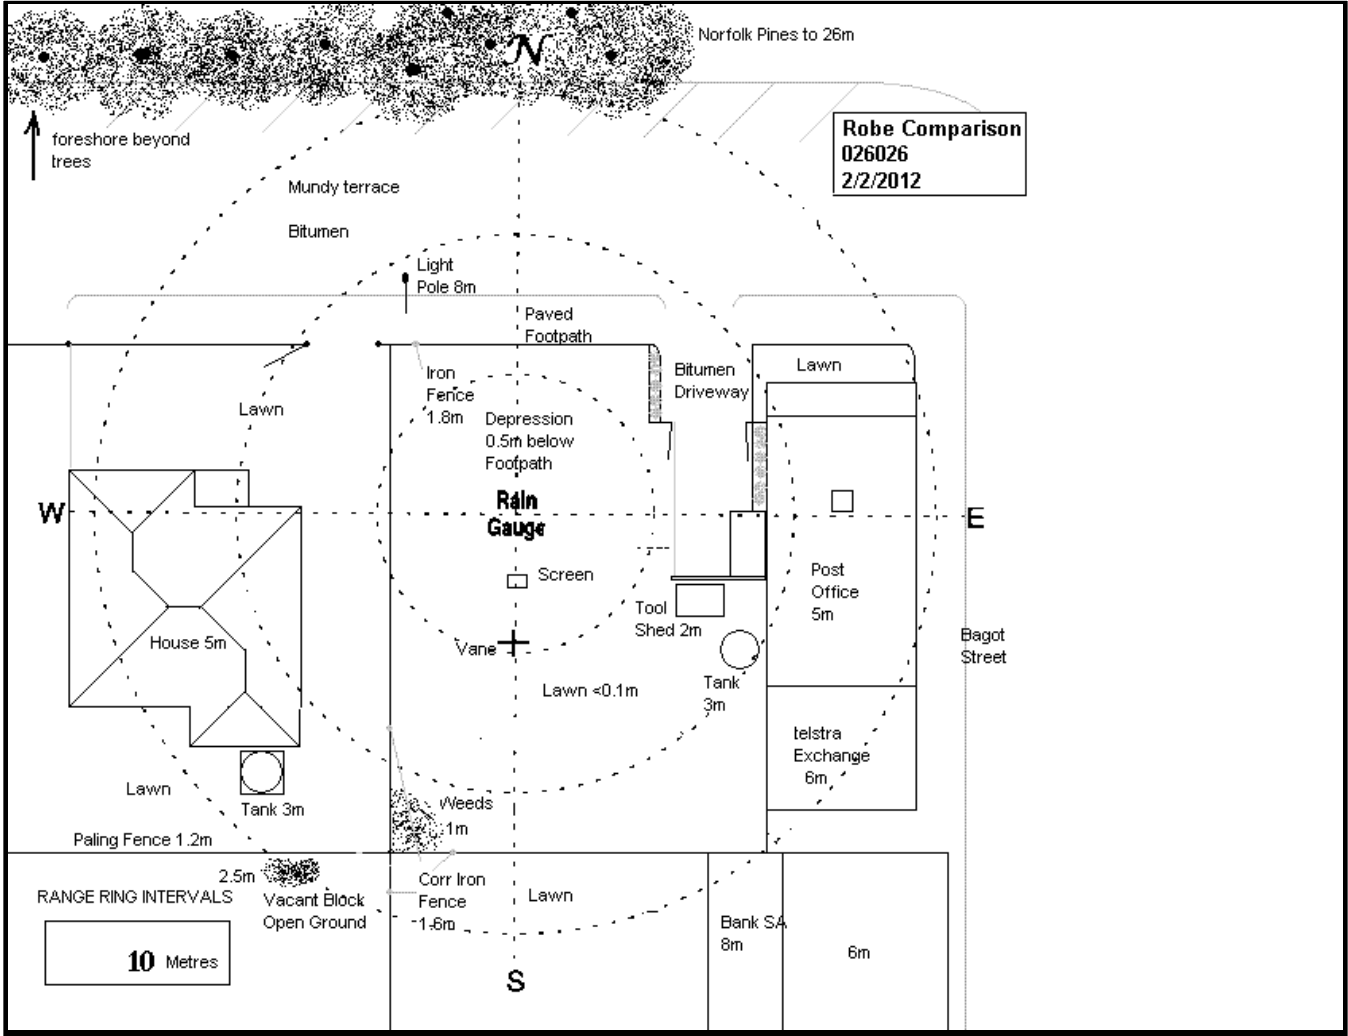 N
Norfolk Pines to 26m
Robe Comparison
026026
2/2/2012
foreshore beyond
trees
Mundy terrace
Bitumen
Light
Pole 8m
Paved
Footpath
Iron
Fence
1.8m
Bitumen
Driveway
Lawn
Lawn
Depression
0.5m below
Footpath
W
Rain
Gauge
E
Screen
Post
Office
5m
Tool
Shed 2m
House 5m
Vane
Bagot
Street
Lawn <0.1m
Tank
3m
telstra
Exchange
6m
Lawn
Tank 3m
Weeds
1m
Paling Fence 1.2m
2.5m
Vacant Block
Open Ground
Corr Iron
Fence
1.6m
Lawn
Bank SA
8m
6m
RANGE RING INTERVALS
10 Metres
S